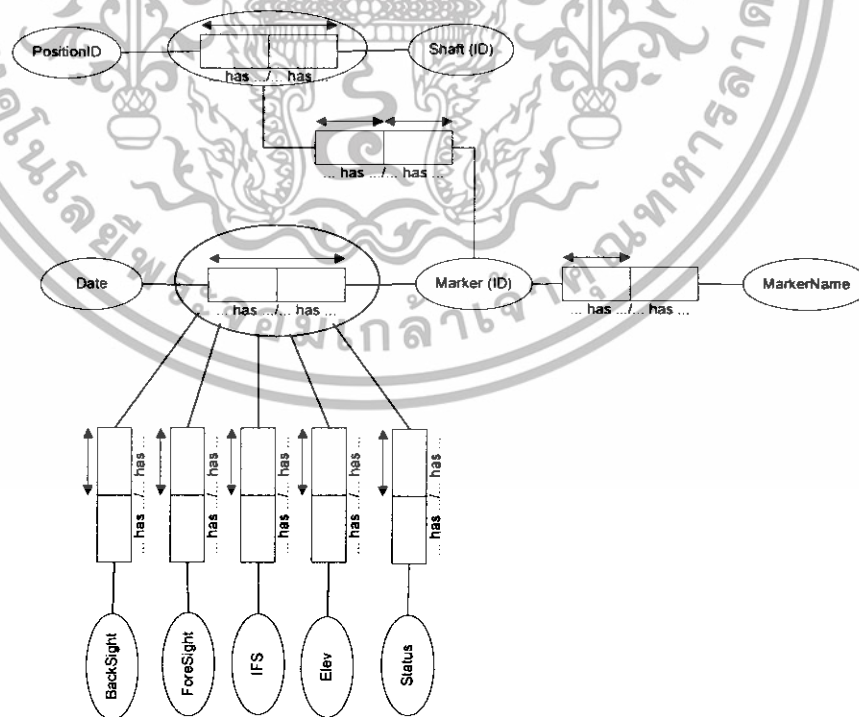 PositionID
Shaft (ID)
... has .../... has ...
... has .../... has ...
Date
Marker (ID)
MarkerName
... has .../... has ...
... has .../... has ...
... has .../... has ...
... has .../... has ...
... has .../... has ...
... has .../... has ...
... has .../... has ...
BackSight
ForeSight
IFS
Elev
Status